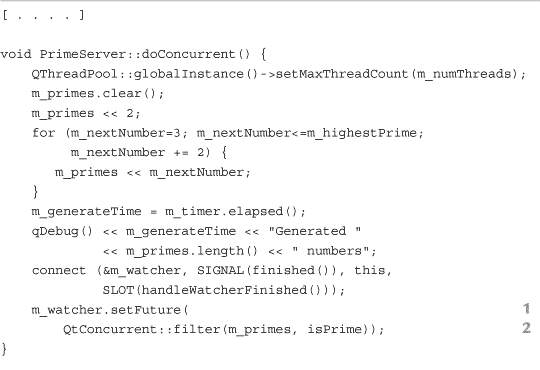 [ . . . . ]
void PrimeServer::doConcurrent() {
    QThreadPool::globalInstance()->setMaxThreadCount(m_numThreads);
    m_primes.clear();
    m_primes << 2;
    for (m_nextNumber=3; m_nextNumber<=m_highestPrime;
         m_nextNumber += 2) {
       m_primes << m_nextNumber;
    }
    m_generateTime = m_timer.elapsed();
    qDebug() << m_generateTime << "Generated "
             << m_primes.length() << " numbers";
    connect (&m_watcher, SIGNAL(finished()), this,
             SLOT(handleWatcherFinished()));
    m_watcher.setFuture( 1
        QtConcurrent::filter(m_primes, isPrime)); 2
}